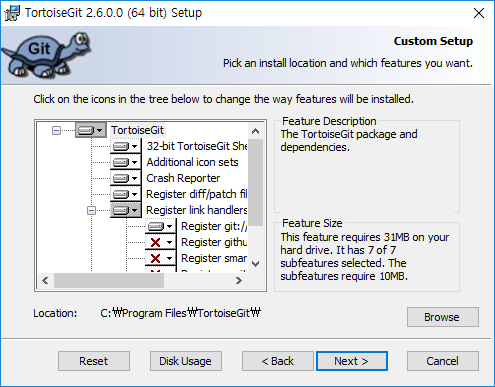 TortoiseGit 2.6.0.0 (64 bit) Setup
Git
Custom Setup
Pick an install location and which features you want.
Click on the icons in the tree below to change the way features will be installed.
TortoiseGit
32-bit TortoiseGit She
Additional icon sets
Crash Reporter
Register diff/patch fil
Register link handlers
Register git://
Register githu
Register smar
Feature Description
The TortoiseGit package and
dependencies.
Feature Size
This feature requires 31MB on your
hard drive. It has 7 of 7
subfeatures selected. The
subfeatures require 10MB.
Location: C:₩Program Files₩TortoiseGit₩
Browse
Reset Disk Usage < Back Next > Cancel